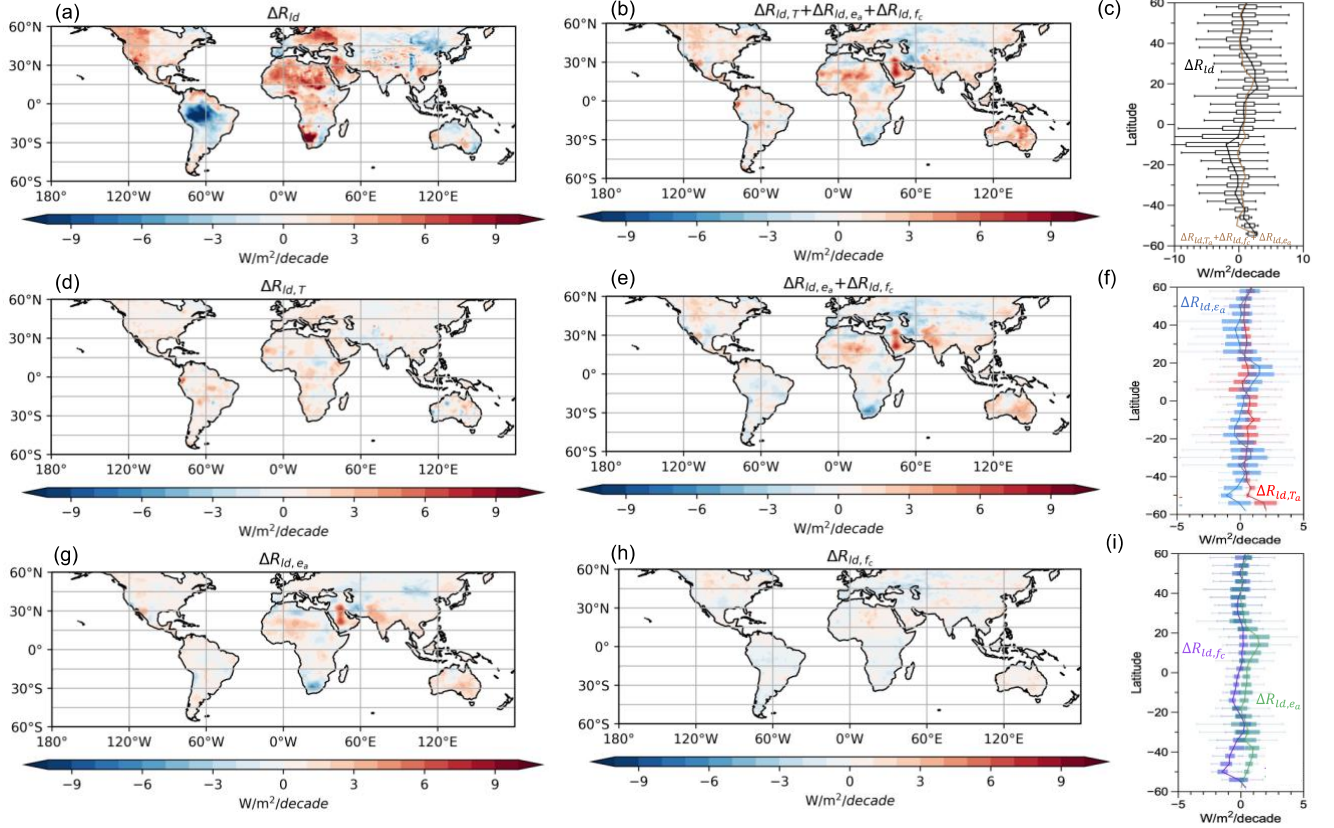 (a)
ΔR_ld
60°N
30°N
0°
30°S
60°S
180° 120°W 60°W 0°W 60°E 120°E
−9 −6 −3 0 3 6 9
W/m²/decade
(b)
ΔR_ld,T+ΔR_ld,e_a+ΔR_ld,f_c
60°N
30°N
0°
30°S
60°S
180° 120°W 60°W 0°W 60°E 120°E
−9 −6 −3 0 3 6 9
W/m²/decade
(c)
ΔR_ld
Latitude
60
40
20
0
−20
−40
−60
ΔR_ld,T_a+ΔR_ld,f_c+ΔR_ld,e_a
−10 0 10
W/m²/decade
(d)
ΔR_ld,T
60°N
30°N
0°
30°S
60°S
180° 120°W 60°W 0°W 60°E 120°E
−9 −6 −3 0 3 6 9
W/m²/decade
(e)
ΔR_ld,e_a+ΔR_ld,f_c
60°N
30°N
0°
30°S
60°S
180° 120°W 60°W 0°W 60°E 120°E
−9 −6 −3 0 3 6 9
W/m²/decade
(f)
ΔR_ld,ε_a
Latitude
60
40
20
0
−20
−40
−60
ΔR_ld,T_a
−5 0 5
W/m²/decade
(g)
ΔR_ld,e_a
60°N
30°N
0°
30°S
60°S
180° 120°W 60°W 0°W 60°E 120°E
−9 −6 −3 0 3 6 9
W/m²/decade
(h)
ΔR_ld,f_c
60°N
30°N
0°
30°S
60°S
180° 120°W 60°W 0°W 60°E 120°E
−9 −6 −3 0 3 6 9
W/m²/decade
(i)
Latitude
60
40
20
0
−20
−40
−60
ΔR_ld,f_c
ΔR_ld,e_a
−5 0 5
W/m²/decade